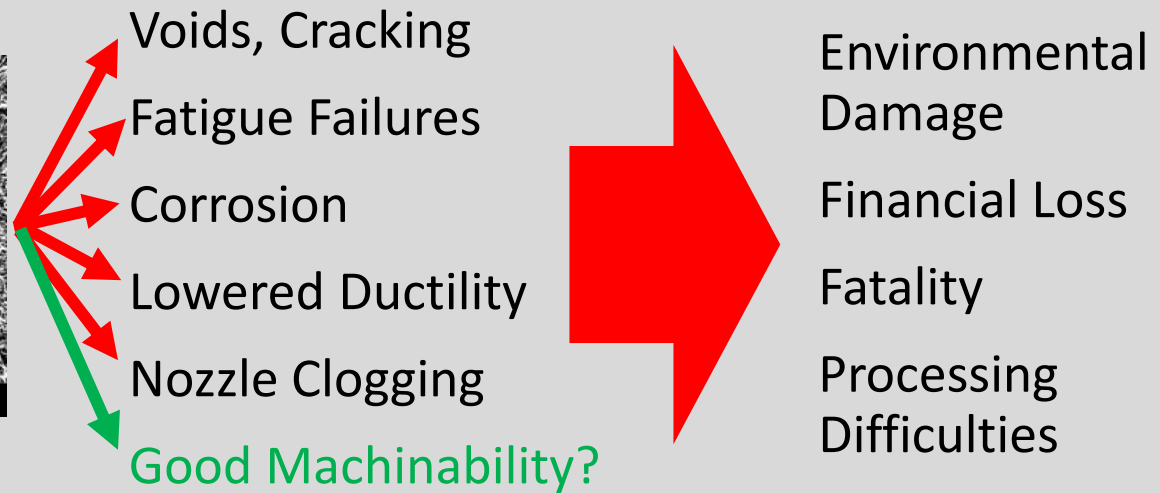 Voids, Cracking
Fatigue Failures
Corrosion
Lowered Ductility
Nozzle Clogging
Good Machinability?
Environmental
Damage
Financial Loss
Fatality
Processing
Difficulties